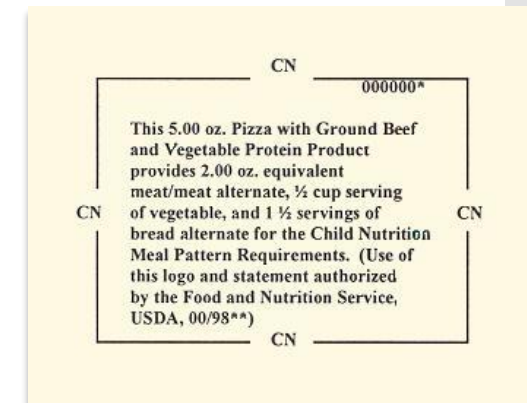 CN
000000*
This 5.00 oz. Pizza with Ground Beef
and Vegetable Protein Product
provides 2.00 oz. equivalent
meat/meat alternate, ½ cup serving
CN of vegetable, and 1 ½ servings of CN
bread alternate for the Child Nutrition
Meal Pattern Requirements. (Use of
this logo and statement authorized
by the Food and Nutrition Service,
USDA, 00/98**)
CN